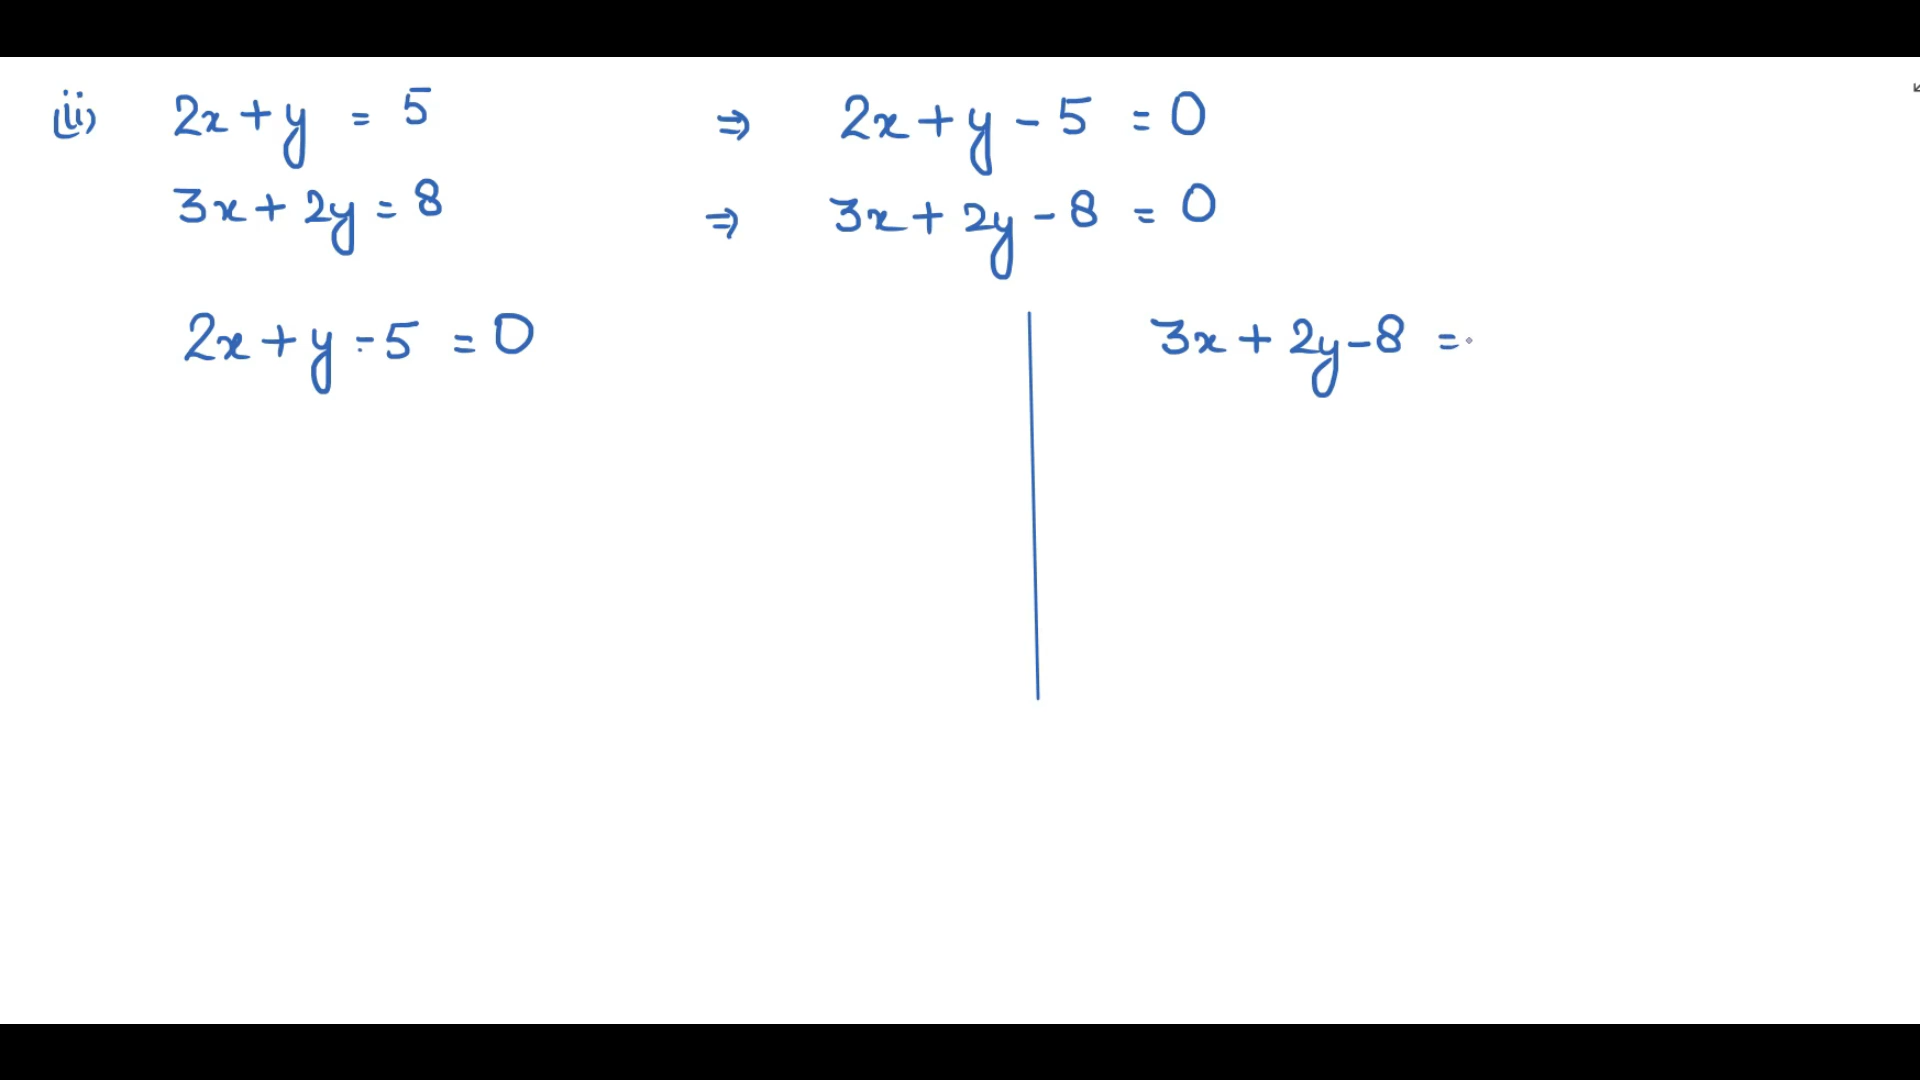 (ii) 2x + y = 5 ⇒ 2x + y - 5 = 0
3x + 2y = 8 ⇒ 3x + 2y - 8 = 0
2x + y - 5 = 0
3x + 2y - 8 =